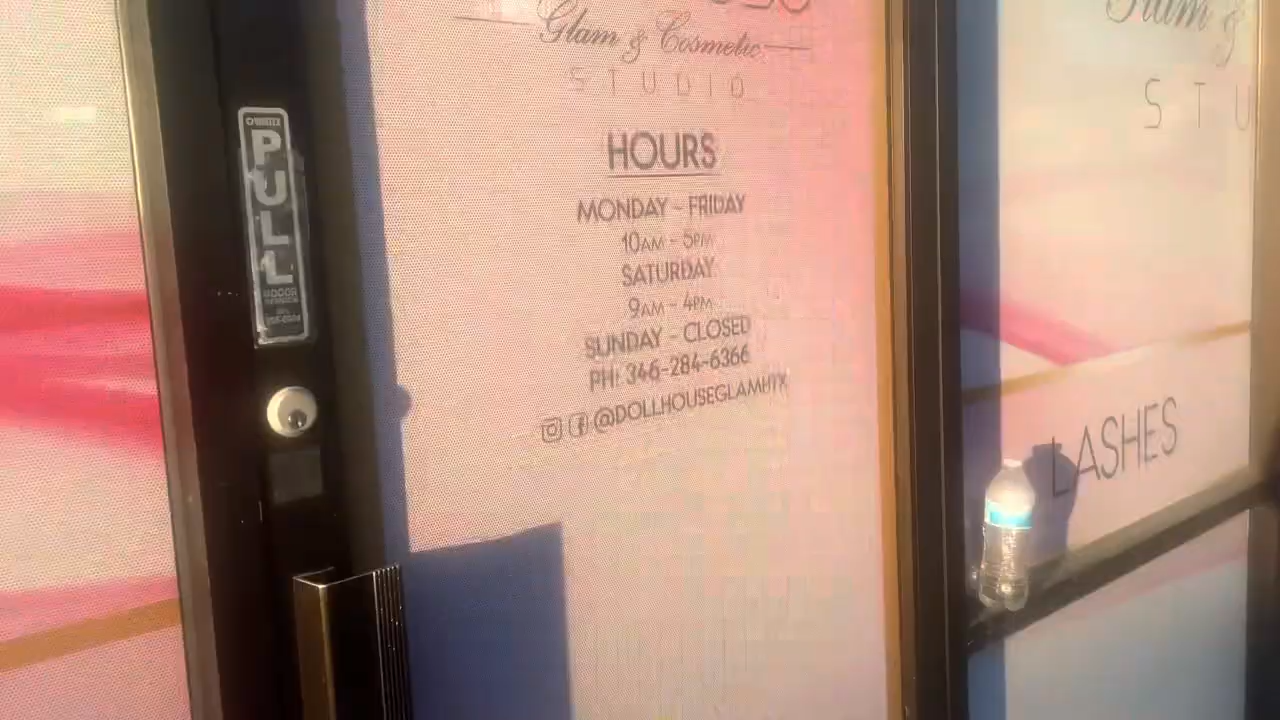 Glam & Cosmetic
STUDIO
HOURS
MONDAY - FRIDAY
10AM - 5PM
SATURDAY
9AM - 4PM
SUNDAY - CLOSED
PH: 346-284-6366
@DOLLHOUSEGLAMHTX
PULL
Glam &
STU
LASHES